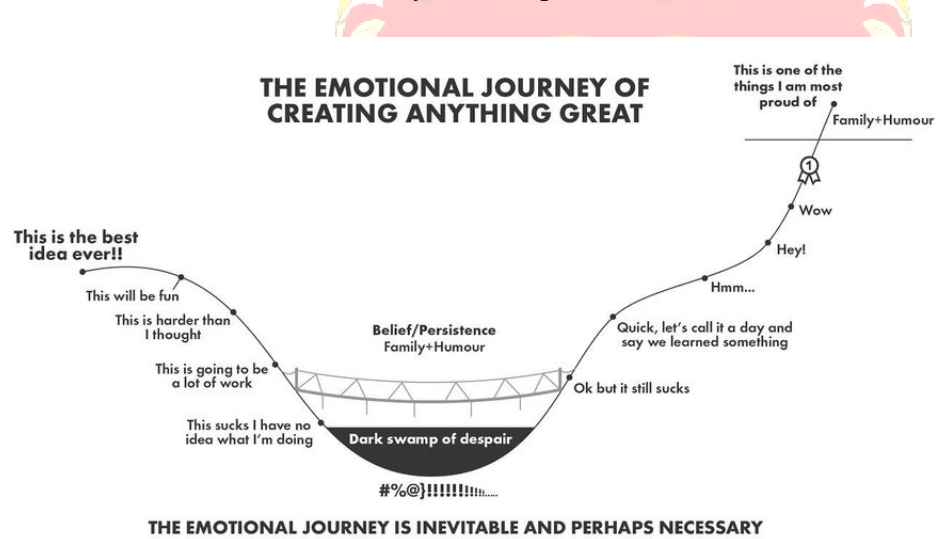 THE EMOTIONAL JOURNEY OF
CREATING ANYTHING GREAT
This is the best
idea ever!!
This will be fun
This is harder than
I thought
This is going to be
a lot of work
This sucks I have no
idea what I'm doing
Dark swamp of despair
#%@}!!!!!!!!!!!!.....
Belief/Persistence
Family+Humour
Ok but it still sucks
Quick, let's call it a day and
say we learned something
Hmm...
Hey!
Wow
1
This is one of the
things I am most
proud of
Family+Humour
THE EMOTIONAL JOURNEY IS INEVITABLE AND PERHAPS NECESSARY